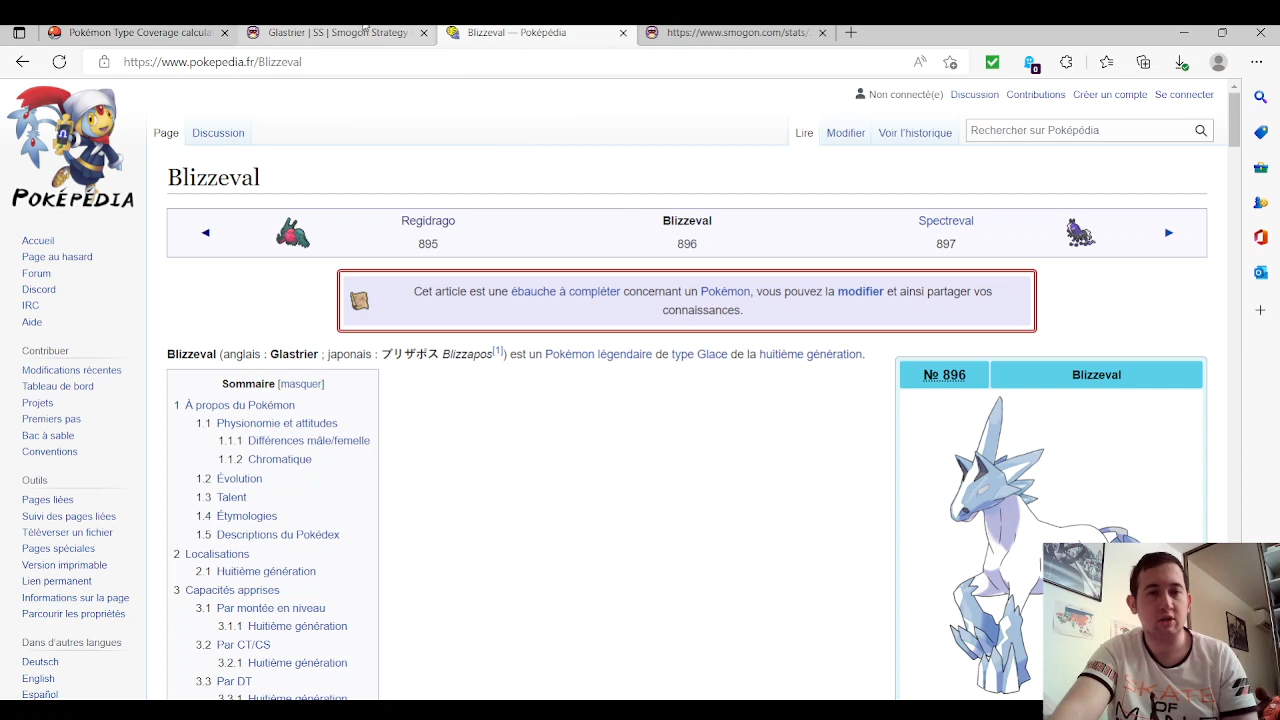 Pokémon Type Coverage calcula
Glastrier | SS | Smogon Strategy
Blizzeval — Poképédia
https://www.smogon.com/stats/
https://www.pokepedia.fr/Blizzeval
0
Non connecté(e) Discussion Contributions Créer un compte Se connecter
Page Discussion Lire Modifier Voir l'historique Rechercher sur Poképédia
POKÉPÉDIA
Blizzeval
Regidrago Blizzeval Spectreval
895 896 897
Cet article est une ébauche à compléter concernant un Pokémon, vous pouvez la modifier et ainsi partager vos
connaissances.
Blizzeval (anglais : Glastrier ; japonais : ブリザポス Blizzapos[1]) est un Pokémon légendaire de type Glace de la huitième génération.
№ 896 Blizzeval
Accueil
Page au hasard
Forum
Discord
IRC
Aide
Contribuer
Modifications récentes
Tableau de bord
Projets
Premiers pas
Bac à sable
Conventions
Outils
Pages liées
Suivi des pages liées
Téléverser un fichier
Pages spéciales
Version imprimable
Lien permanent
Informations sur la page
Parcourir les propriétés
Dans d'autres langues
Deutsch
English
Español
Sommaire [masquer]
1 À propos du Pokémon
1.1 Physionomie et attitudes
1.1.1 Différences mâle/femelle
1.1.2 Chromatique
1.2 Évolution
1.3 Talent
1.4 Étymologies
1.5 Descriptions du Pokédex
2 Localisations
2.1 Huitième génération
3 Capacités apprises
3.1 Par montée en niveau
3.1.1 Huitième génération
3.2 Par CT/CS
3.2.1 Huitième génération
3.3 Par DT
3.3.1 Huitième génération
SKATE
OF